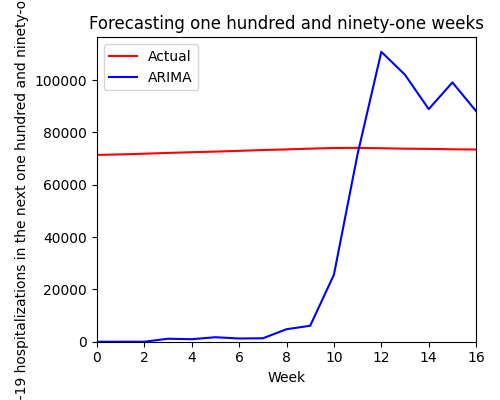 Forecasting one hundred and ninety-one weeks
Actual
ARIMA
-19 hospitalizations in the next one hundred and ninety-o
100000
80000
60000
40000
20000
0
0 2 4 6 8 10 12 14 16
Week